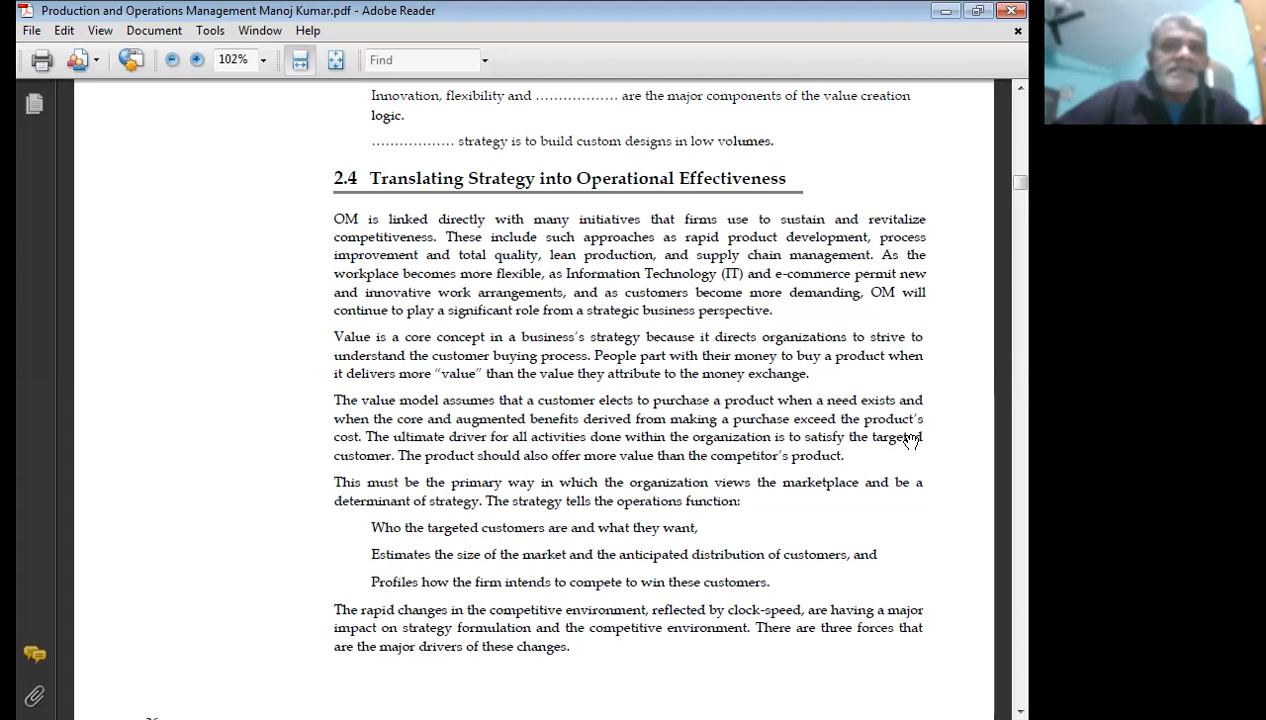 Production and Operations Management Manoj Kumar.pdf - Adobe Reader
File Edit View Document Tools Window Help
102% Find
Innovation, flexibility and ……………… are the major components of the value creation
logic.
……………… strategy is to build custom designs in low volumes.
2.4 Translating Strategy into Operational Effectiveness
OM is linked directly with many initiatives that firms use to sustain and revitalize
competitiveness. These include such approaches as rapid product development, process
improvement and total quality, lean production, and supply chain management. As the
workplace becomes more flexible, as Information Technology (IT) and e-commerce permit new
and innovative work arrangements, and as customers become more demanding, OM will
continue to play a significant role from a strategic business perspective.
Value is a core concept in a business's strategy because it directs organizations to strive to
understand the customer buying process. People part with their money to buy a product when
it delivers more "value" than the value they attribute to the money exchange.
The value model assumes that a customer elects to purchase a product when a need exists and
when the core and augmented benefits derived from making a purchase exceed the product's
cost. The ultimate driver for all activities done within the organization is to satisfy the targeted
customer. The product should also offer more value than the competitor's product.
This must be the primary way in which the organization views the marketplace and be a
determinant of strategy. The strategy tells the operations function:
Who the targeted customers are and what they want,
Estimates the size of the market and the anticipated distribution of customers, and
Profiles how the firm intends to compete to win these customers.
The rapid changes in the competitive environment, reflected by clock-speed, are having a major
impact on strategy formulation and the competitive environment. There are three forces that
are the major drivers of these changes.